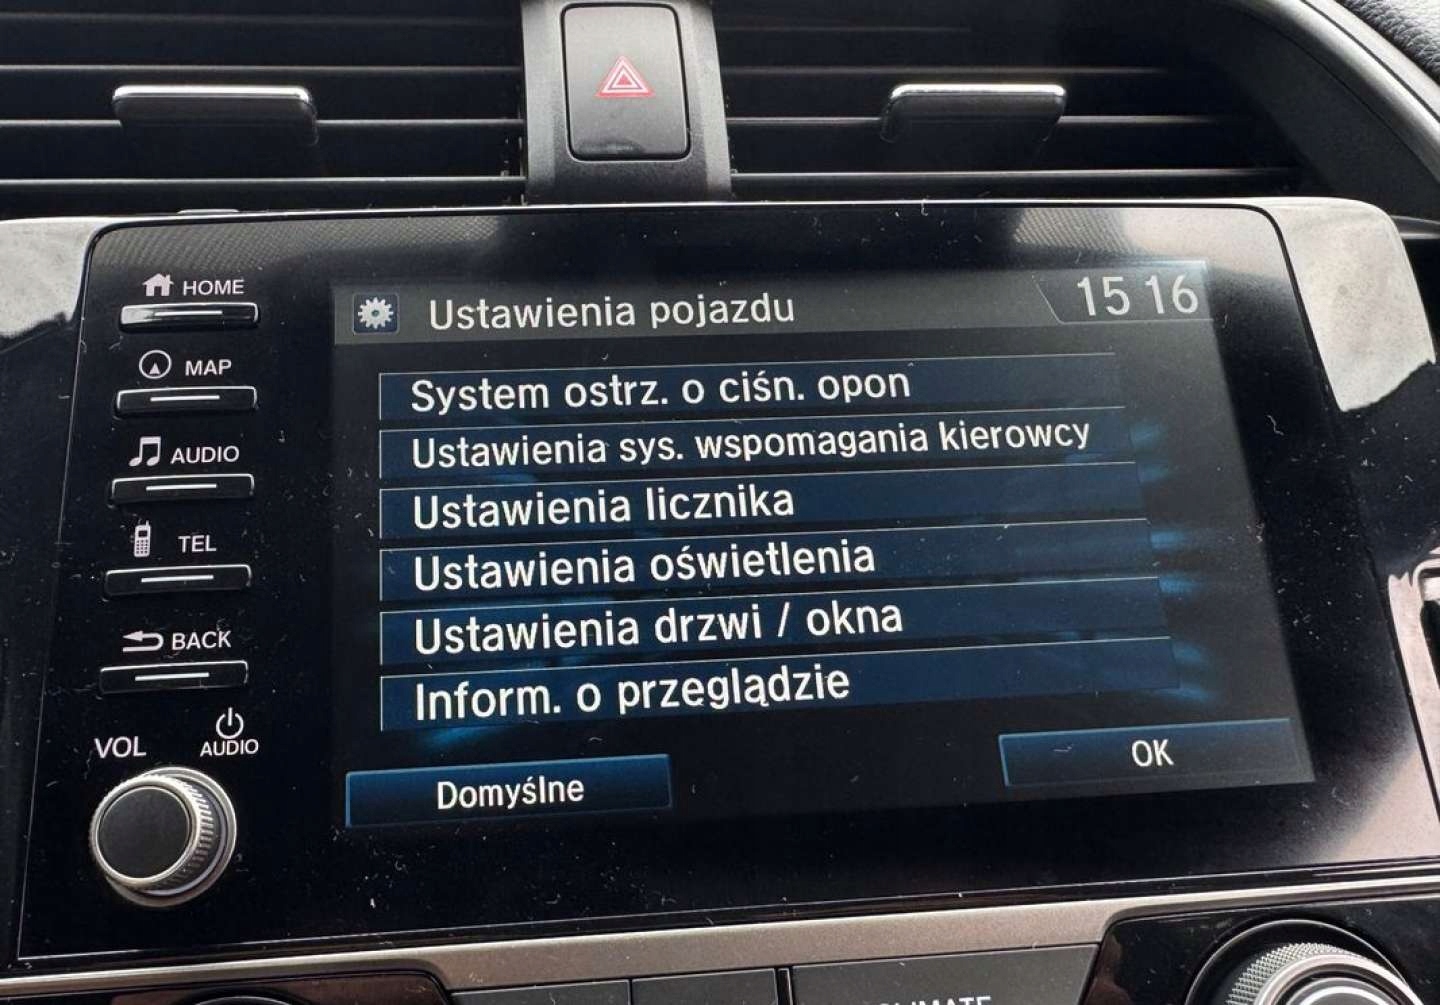 HOME
MAP
AUDIO
TEL
BACK
VOL
AUDIO
Ustawienia pojazdu
15 16
System ostrz. o ciśn. opon
Ustawienia sys. wspomagania kierowcy
Ustawienia licznika
Ustawienia oświetlenia
Ustawienia drzwi / okna
Inform. o przeglądzie
Domyślne
OK